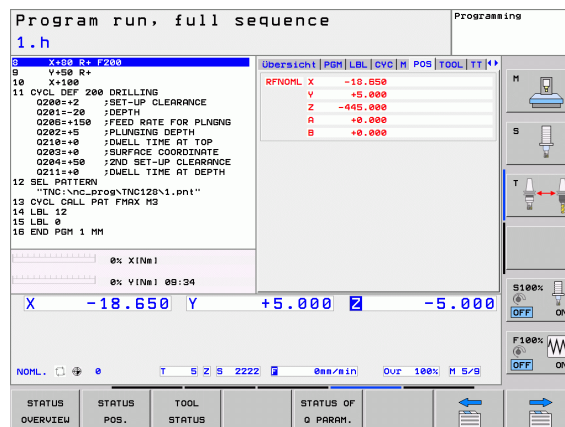 Program run, full sequence
Programming
1.h
8 X+80 R+ F200
9 Y+50 R+
10 X+100
11 CYCL DEF 200 DRILLING
Q200=+2 ;SET-UP CLEARANCE
Q201=-20 ;DEPTH
Q206=+150 ;FEED RATE FOR PLNGNG
Q202=+5 ;PLUNGING DEPTH
Q210=+0 ;DWELL TIME AT TOP
Q203=+0 ;SURFACE COORDINATE
Q204=+50 ;2ND SET-UP CLEARANCE
Q211=+0 ;DWELL TIME AT DEPTH
12 SEL PATTERN
"TNC:\nc_prog\TNC128\1.pnt"
13 CYCL CALL PAT FMAX M3
14 LBL 12
15 LBL 0
16 END PGM 1 MM
Übersicht PGM LBL CYC M POS TOOL TT
RFNOML X -18.650
Y +5.000
Z -445.000
A +0.000
B +0.000
0% X[Nm]
0% Y[Nm] 09:34
X -18.650 Y +5.000 Z -5.000
NOML. 0 T 5 Z S 2222 F 0mm/min Ovr 100% M 5/9
M
S
T
S100%
OFF ON
F100%
OFF ON
STATUS OVERVIEW
STATUS POS.
TOOL STATUS
STATUS OF Q PARAM.